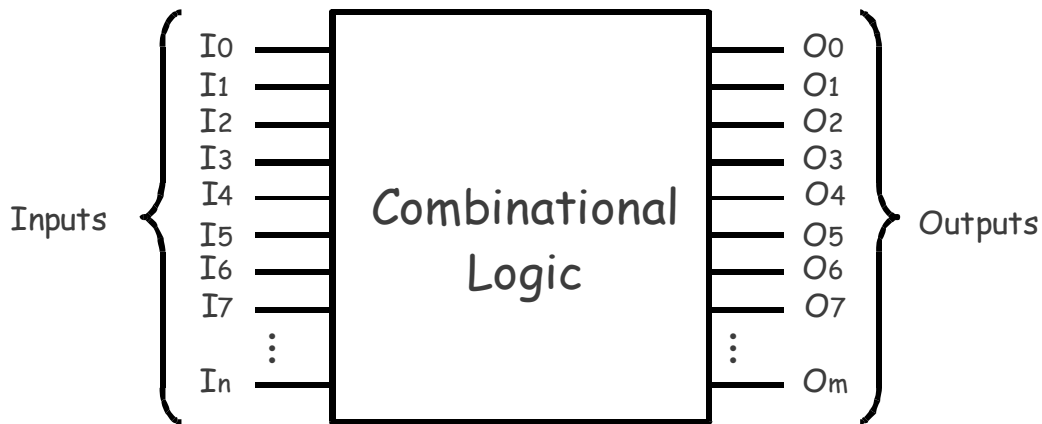 I0 O0
I1 O1
I2 O2
I3 O3
I4 O4
Inputs Combinational Outputs
I5 O5
I6 Logic O6
I7 O7
⋮ ⋮
In Om